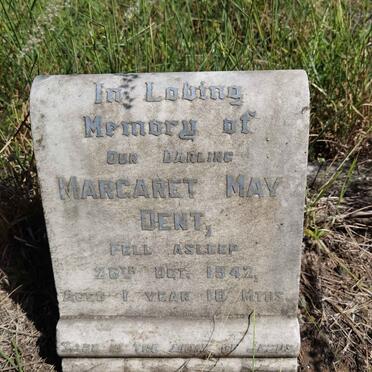 In Loving
Memory of
OUR DARLING
MARGARET MAY
DENT,
FELL ASLEEP
26TH OCT. 1942,
AGED 1 YEAR 10 MTHS.
SAFE IN THE ARMS OF JESUS